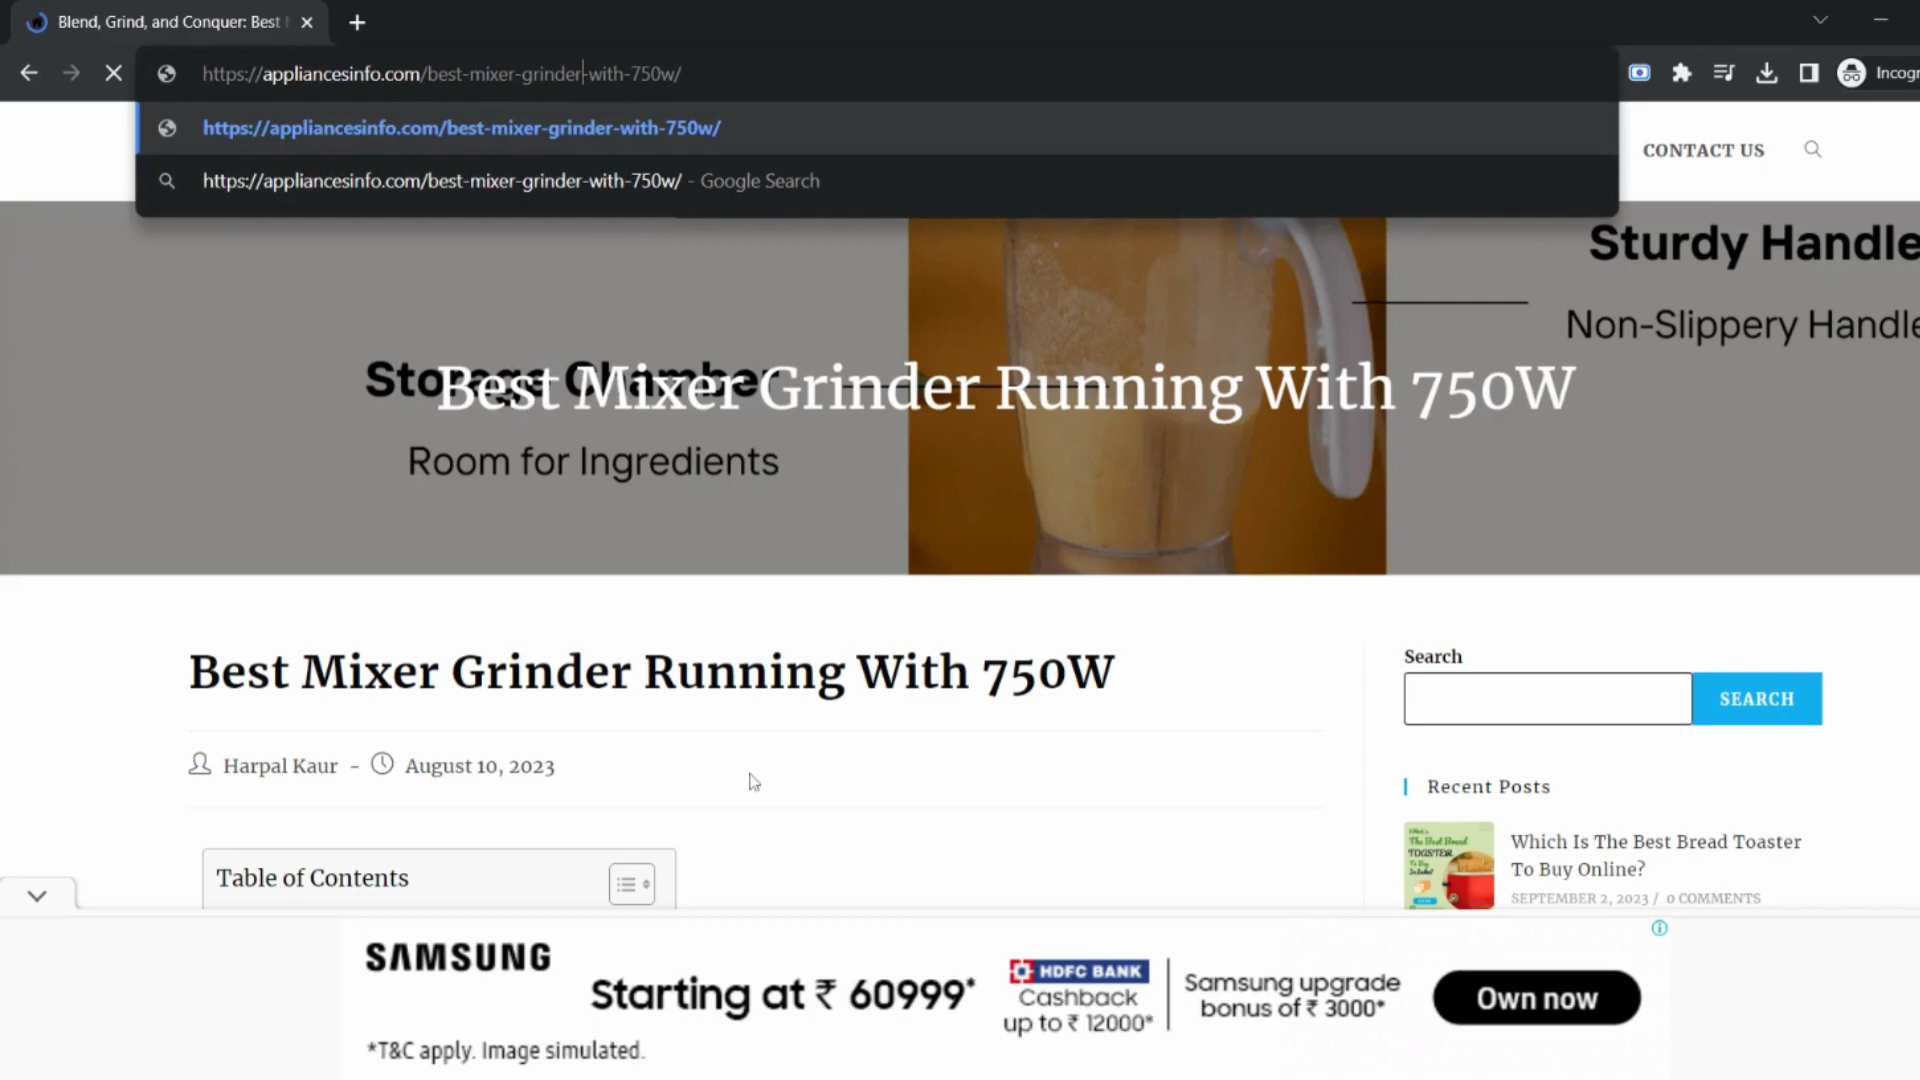 Blend, Grind, and Conquer: Best
https://appliancesinfo.com/best-mixer-grinder-with-750w/
Incogn
https://appliancesinfo.com/best-mixer-grinder-with-750w/
https://appliancesinfo.com/best-mixer-grinder-with-750w/ - Google Search
CONTACT US
Sturdy Handle
Non-Slippery Handle
Storage Chamber
Best Mixer Grinder Running With 750W
Room for Ingredients
Best Mixer Grinder Running With 750W
Harpal Kaur - August 10, 2023
Table of Contents
Search
SEARCH
Recent Posts
The Best Bread
TOASTER
Which Is The Best Bread Toaster
To Buy Online?
SEPTEMBER 2, 2023 / 0 COMMENTS
SAMSUNG
Starting at ₹ 60999*
*T&C apply. Image simulated.
HDFC BANK
Cashback
up to ₹ 12000*
Samsung upgrade
bonus of ₹ 3000*
Own now